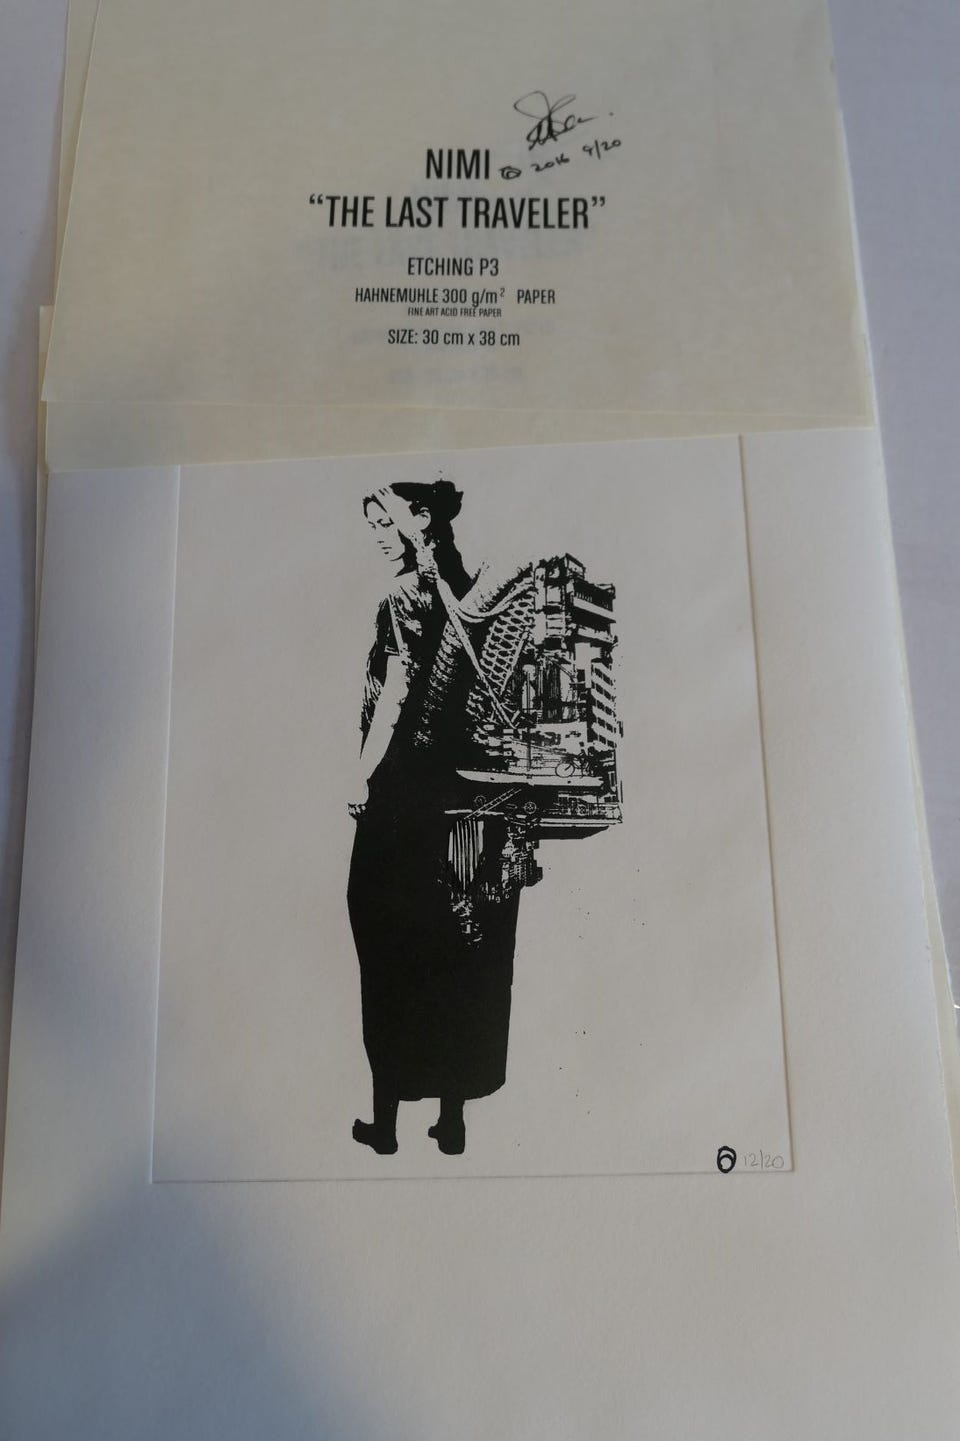 NIMI © 2016 9/20
“THE LAST TRAVELER”
ETCHING P3
HAHNEMUHLE 300 g/m² PAPER
FINE ART ACID FREE PAPER
SIZE: 30 cm x 38 cm
12/20